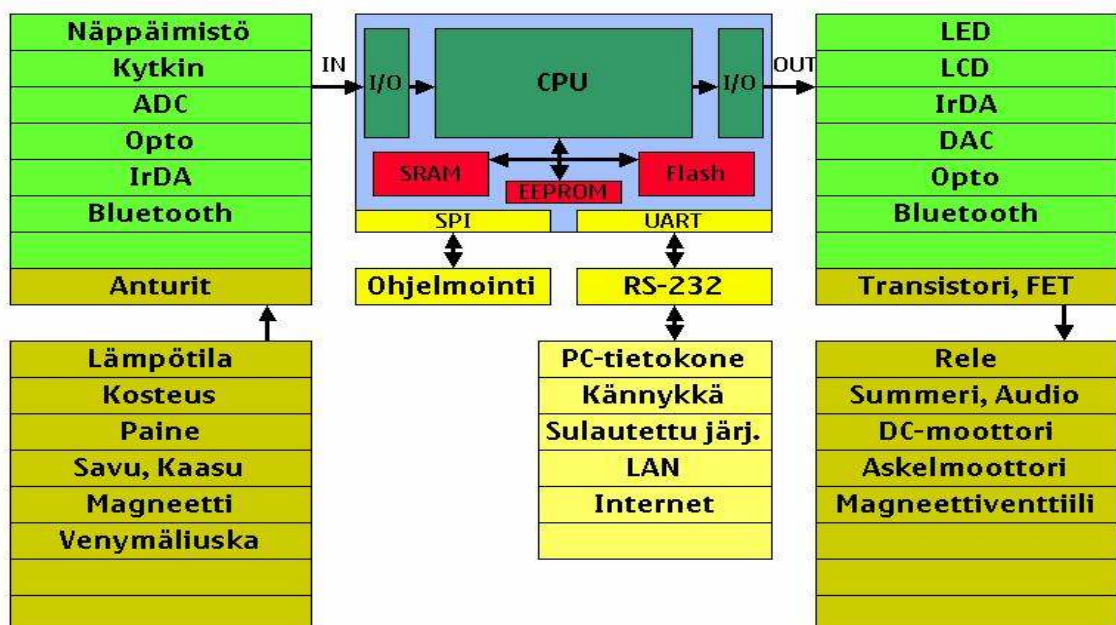 Näppäimistö
Kytkin
ADC
Opto
IrDA
Bluetooth
Anturit
Lämpötila
Kosteus
Paine
Savu, Kaasu
Magneetti
Venymäliuska
IN
I/O
CPU
I/O
OUT
SRAM
EEPROM
Flash
SPI
UART
Ohjelmointi
RS-232
PC-tietokone
Kännykkä
Sulautettu järj.
LAN
Internet
LED
LCD
IrDA
DAC
Opto
Bluetooth
Transistori, FET
Rele
Summeri, Audio
DC-moottori
Askelmoottori
Magneettiventtiili